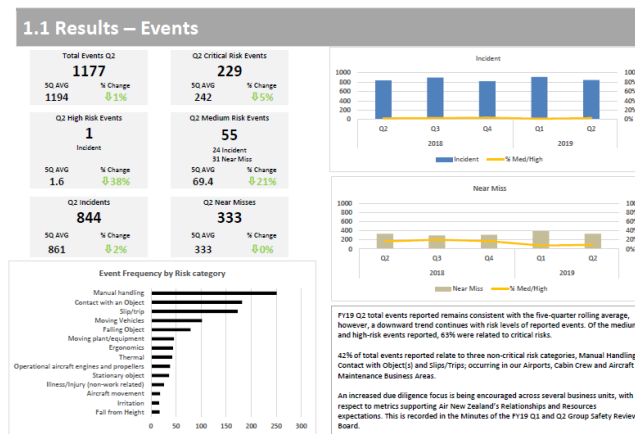 1.1 Results – Events
Total Events Q2
1177
5Q AVG % Change
1194 ⇩1%
Q2 Critical Risk Events
229
5Q AVG % Change
242 ⇩5%
Q2 High Risk Events
1
Incident
5Q AVG % Change
1.6 ⇩38%
Q2 Medium Risk Events
55
24 Incident
31 Near Miss
5Q AVG % Change
69.4 ⇩21%
Q2 Incidents
844
5Q AVG % Change
861 ⇩2%
Q2 Near Misses
333
5Q AVG % Change
333 ⇩0%
Incident
1000
800
600
400
200
0
80%
60%
40%
20%
0%
Q2 Q3 Q4 Q1 Q2
2018 2019
Incident % Med/High
Near Miss
1000
800
600
400
200
0
80%
60%
40%
20%
0%
Q2 Q3 Q4 Q1 Q2
2018 2019
Near Miss % Med/High
Event Frequency by Risk category
Manual handling
Contact with an Object
Slip/trip
Moving Vehicles
Falling Object
Moving plant/equipment
Ergonomics
Thermal
Operational aircraft engines and propellers
Stationary object
Illness/Injury (non-work related)
Aircraft movement
Irritation
Fall from Height
0 50 100 150 200 250 300
FY19 Q2 total events reported remains consistent with the five-quarter rolling average,
however, a downward trend continues with risk levels of reported events. Of the medium
and high-risk events reported, 63% were related to critical risks.
42% of total events reported relate to three non-critical risk categories, Manual Handling
Contact with Object(s) and Slips/Trips; occurring in our Airports, Cabin Crew and Aircraft
Maintenance Business Areas.
An increased due diligence focus is being encouraged across several business units, with
respect to metrics supporting Air New Zealand's Relationships and Resources
expectations. This is recorded in the Minutes of the FY19 Q1 and Q2 Group Safety Review
Board.